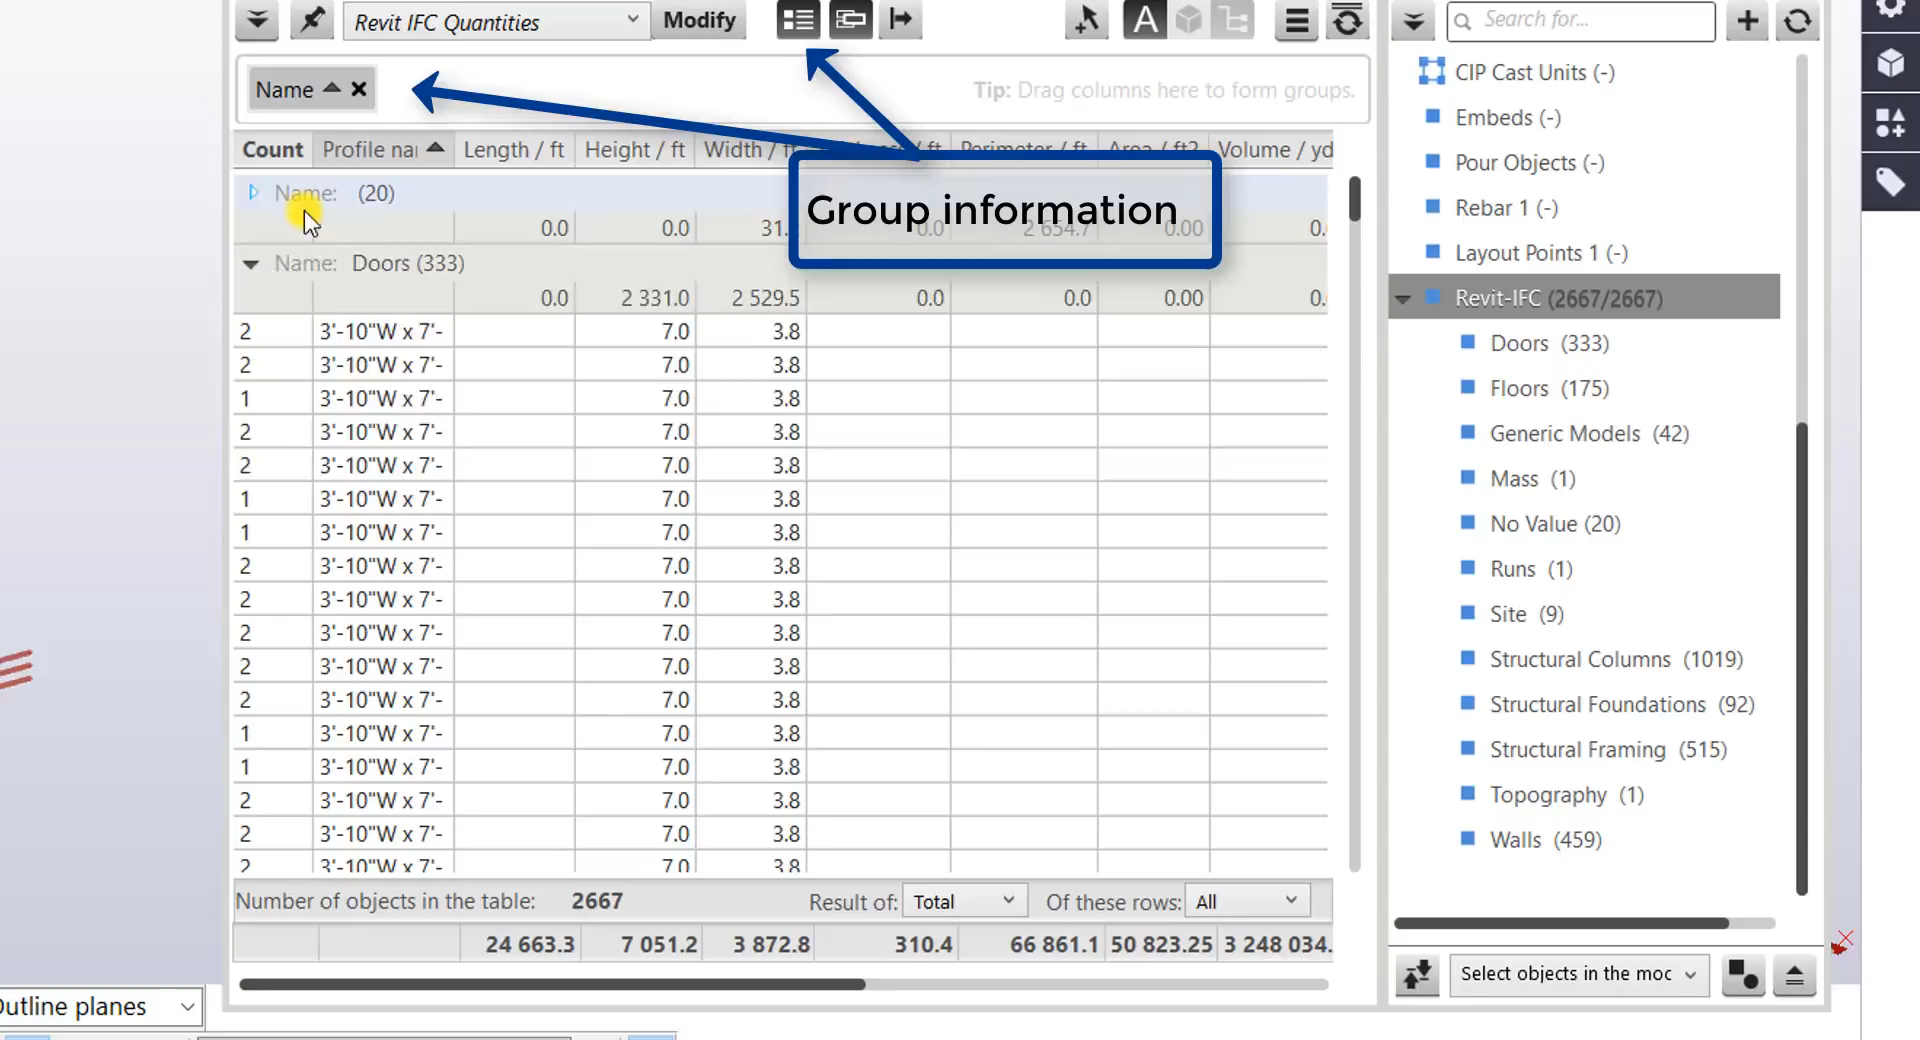 Revit IFC Quantities
Modify
A
Search for...
Name
Tip: Drag columns here to form groups.
Count Profile nar Length / ft Height / ft Width / ft Perimeter / ft Area / ft2 Volume / yd
Name: (20)
0.0 0.0 31. 0.0 2 654.7 0.00 0.
Group information
Name: Doors (333)
0.0 2 331.0 2 529.5 0.0 0.0 0.00 0.
2 3'-10"W x 7'- 7.0 3.8
2 3'-10"W x 7'- 7.0 3.8
1 3'-10"W x 7'- 7.0 3.8
2 3'-10"W x 7'- 7.0 3.8
2 3'-10"W x 7'- 7.0 3.8
1 3'-10"W x 7'- 7.0 3.8
1 3'-10"W x 7'- 7.0 3.8
2 3'-10"W x 7'- 7.0 3.8
2 3'-10"W x 7'- 7.0 3.8
2 3'-10"W x 7'- 7.0 3.8
2 3'-10"W x 7'- 7.0 3.8
2 3'-10"W x 7'- 7.0 3.8
1 3'-10"W x 7'- 7.0 3.8
1 3'-10"W x 7'- 7.0 3.8
2 3'-10"W x 7'- 7.0 3.8
2 3'-10"W x 7'- 7.0 3.8
2 3'-10"W x 7'- 7.0 3.8
Number of objects in the table: 2667 Result of: Total Of these rows: All
24 663.3 7 051.2 3 872.8 310.4 66 861.1 50 823.25 3 248 034.
CIP Cast Units (-)
Embeds (-)
Pour Objects (-)
Rebar 1 (-)
Layout Points 1 (-)
Revit-IFC (2667/2667)
Doors (333)
Floors (175)
Generic Models (42)
Mass (1)
No Value (20)
Runs (1)
Site (9)
Structural Columns (1019)
Structural Foundations (92)
Structural Framing (515)
Topography (1)
Walls (459)
Select objects in the moc
Outline planes